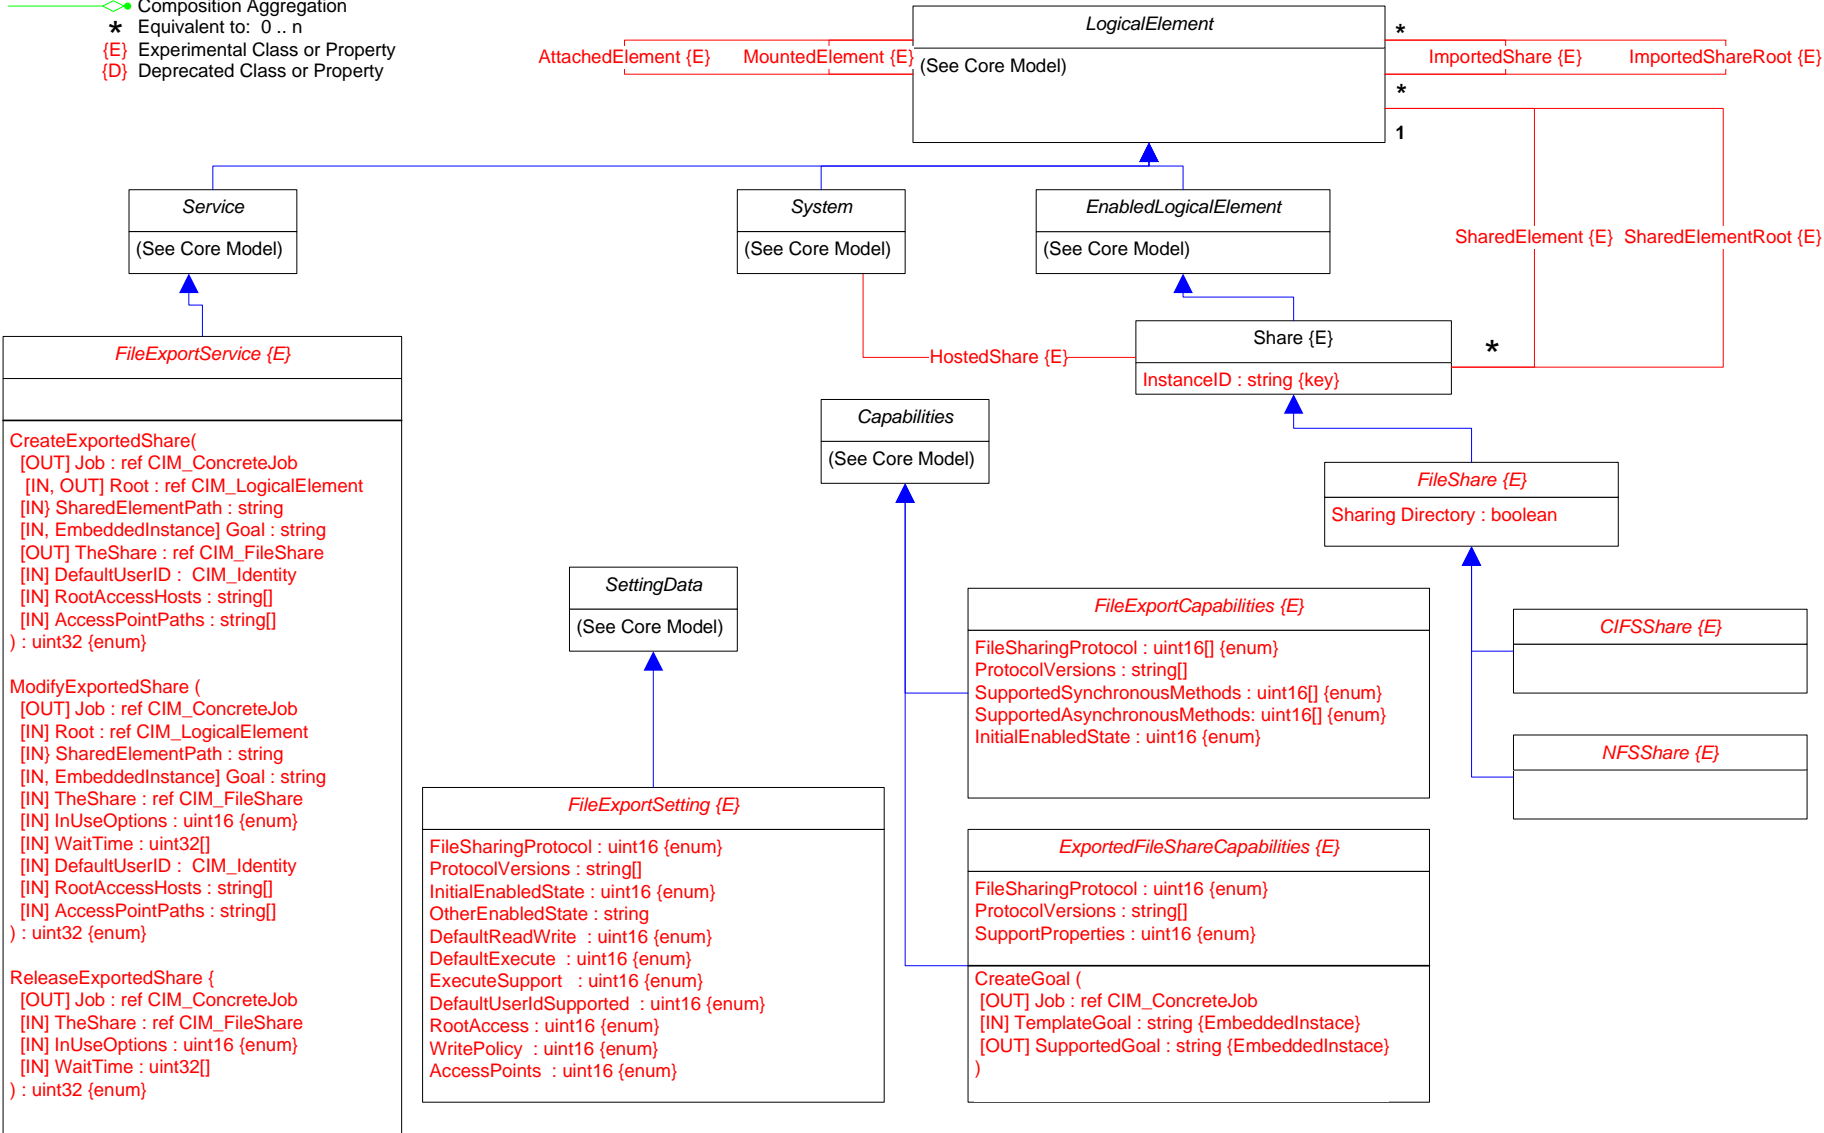 Composition Aggregation
* Equivalent to: 0 .. n
{E} Experimental Class or Property
{D} Deprecated Class or Property
LogicalElement
(See Core Model)
AttachedElement {E}
MountedElement {E}
*
ImportedShare {E}
ImportedShareRoot {E}
*
1
SharedElement {E}
SharedElementRoot {E}
*
Service
(See Core Model)
System
(See Core Model)
EnabledLogicalElement
(See Core Model)
HostedShare {E}
Share {E}
InstanceID : string {key}
FileExportService {E}
CreateExportedShare(
[OUT] Job : ref CIM_ConcreteJob
[IN, OUT] Root : ref CIM_LogicalElement
[IN} SharedElementPath : string
[IN, EmbeddedInstance] Goal : string
[OUT] TheShare : ref CIM_FileShare
[IN] DefaultUserID :  CIM_Identity
[IN] RootAccessHosts : string[]
[IN] AccessPointPaths : string[]
) : uint32 {enum}
ModifyExportedShare (
[OUT] Job : ref CIM_ConcreteJob
[IN] Root : ref CIM_LogicalElement
[IN} SharedElementPath : string
[IN, EmbeddedInstance] Goal : string
[IN] TheShare : ref CIM_FileShare
[IN] InUseOptions : uint16 {enum}
[IN] WaitTime : uint32[]
[IN] DefaultUserID :  CIM_Identity
[IN] RootAccessHosts : string[]
[IN] AccessPointPaths : string[]
) : uint32 {enum}
ReleaseExportedShare {
[OUT] Job : ref CIM_ConcreteJob
[IN] TheShare : ref CIM_FileShare
[IN] InUseOptions : uint16 {enum}
[IN] WaitTime : uint32[]
) : uint32 {enum}
Capabilities
(See Core Model)
FileShare {E}
Sharing Directory : boolean
SettingData
(See Core Model)
FileExportCapabilities {E}
FileSharingProtocol : uint16[] {enum}
ProtocolVersions : string[]
SupportedSynchronousMethods : uint16[] {enum}
SupportedAsynchronousMethods: uint16[] {enum}
InitialEnabledState : uint16 {enum}
CIFSShare {E}
NFSShare {E}
FileExportSetting {E}
FileSharingProtocol : uint16 {enum}
ProtocolVersions : string[]
InitialEnabledState : uint16 {enum}
OtherEnabledState : string
DefaultReadWrite  : uint16 {enum}
DefaultExecute  : uint16 {enum}
ExecuteSupport  : uint16 {enum}
DefaultUserIdSupported  : uint16 {enum}
RootAccess : uint16 {enum}
WritePolicy  : uint16 {enum}
AccessPoints  : uint16 {enum}
ExportedFileShareCapabilities {E}
FileSharingProtocol : uint16 {enum}
ProtocolVersions : string[]
SupportProperties : uint16 {enum}
CreateGoal (
[OUT] Job : ref CIM_ConcreteJob
[IN] TemplateGoal : string {EmbeddedInstace}
[OUT] SupportedGoal : string {EmbeddedInstace}
)